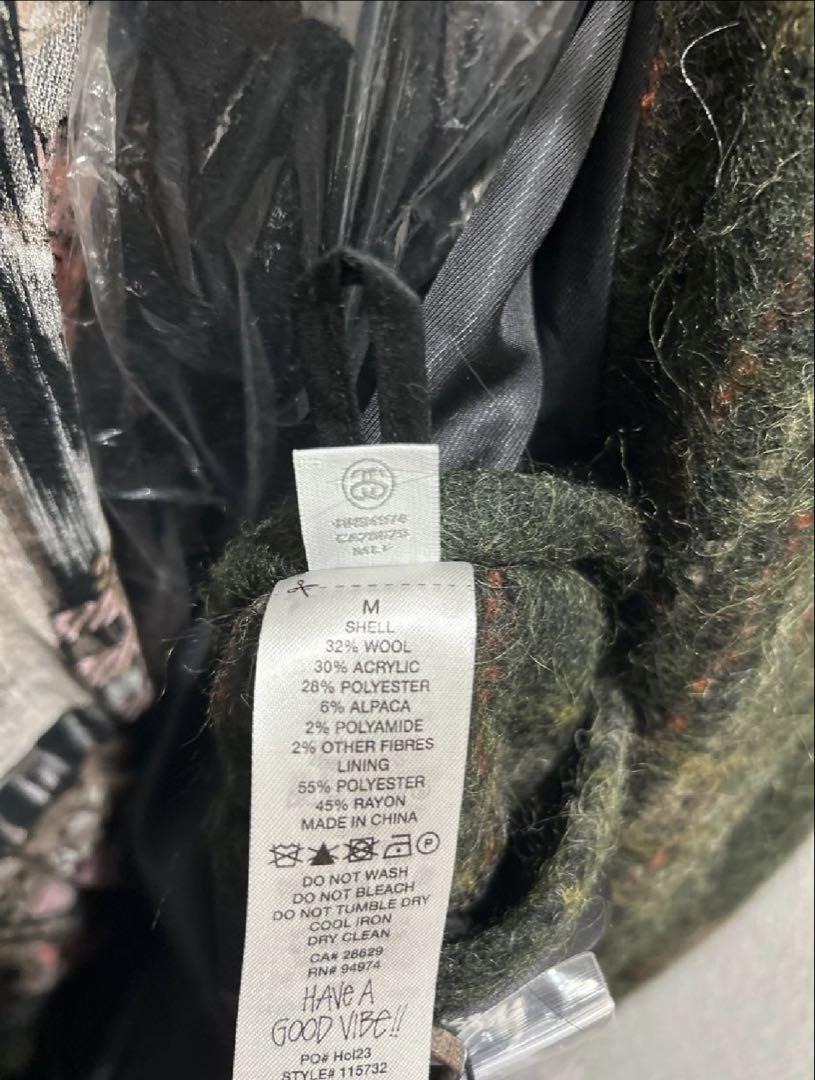 M
SHELL
32% WOOL
30% ACRYLIC
28% POLYESTER
6% ALPACA
2% POLYAMIDE
2% OTHER FIBRES
LINING
55% POLYESTER
45% RAYON
MADE IN CHINA
P
DO NOT WASH
DO NOT BLEACH
DO NOT TUMBLE DRY
COOL IRON
DRY CLEAN
CA# 28629
RN# 94974
HAVE A
GOOD VIBE!!
PO# Hol23
STYLE# 115732